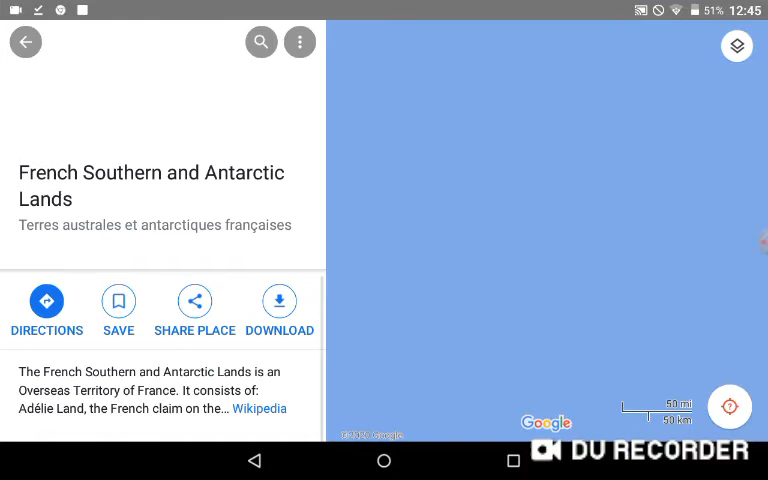 51% 12:45
French Southern and Antarctic
Lands
Terres australes et antarctiques françaises
DIRECTIONS SAVE SHARE PLACE DOWNLOAD
The French Southern and Antarctic Lands is an
Overseas Territory of France. It consists of:
Adélie Land, the French claim on the... Wikipedia
50 mi
50 km
Google
©2020 Google
DU RECORDER